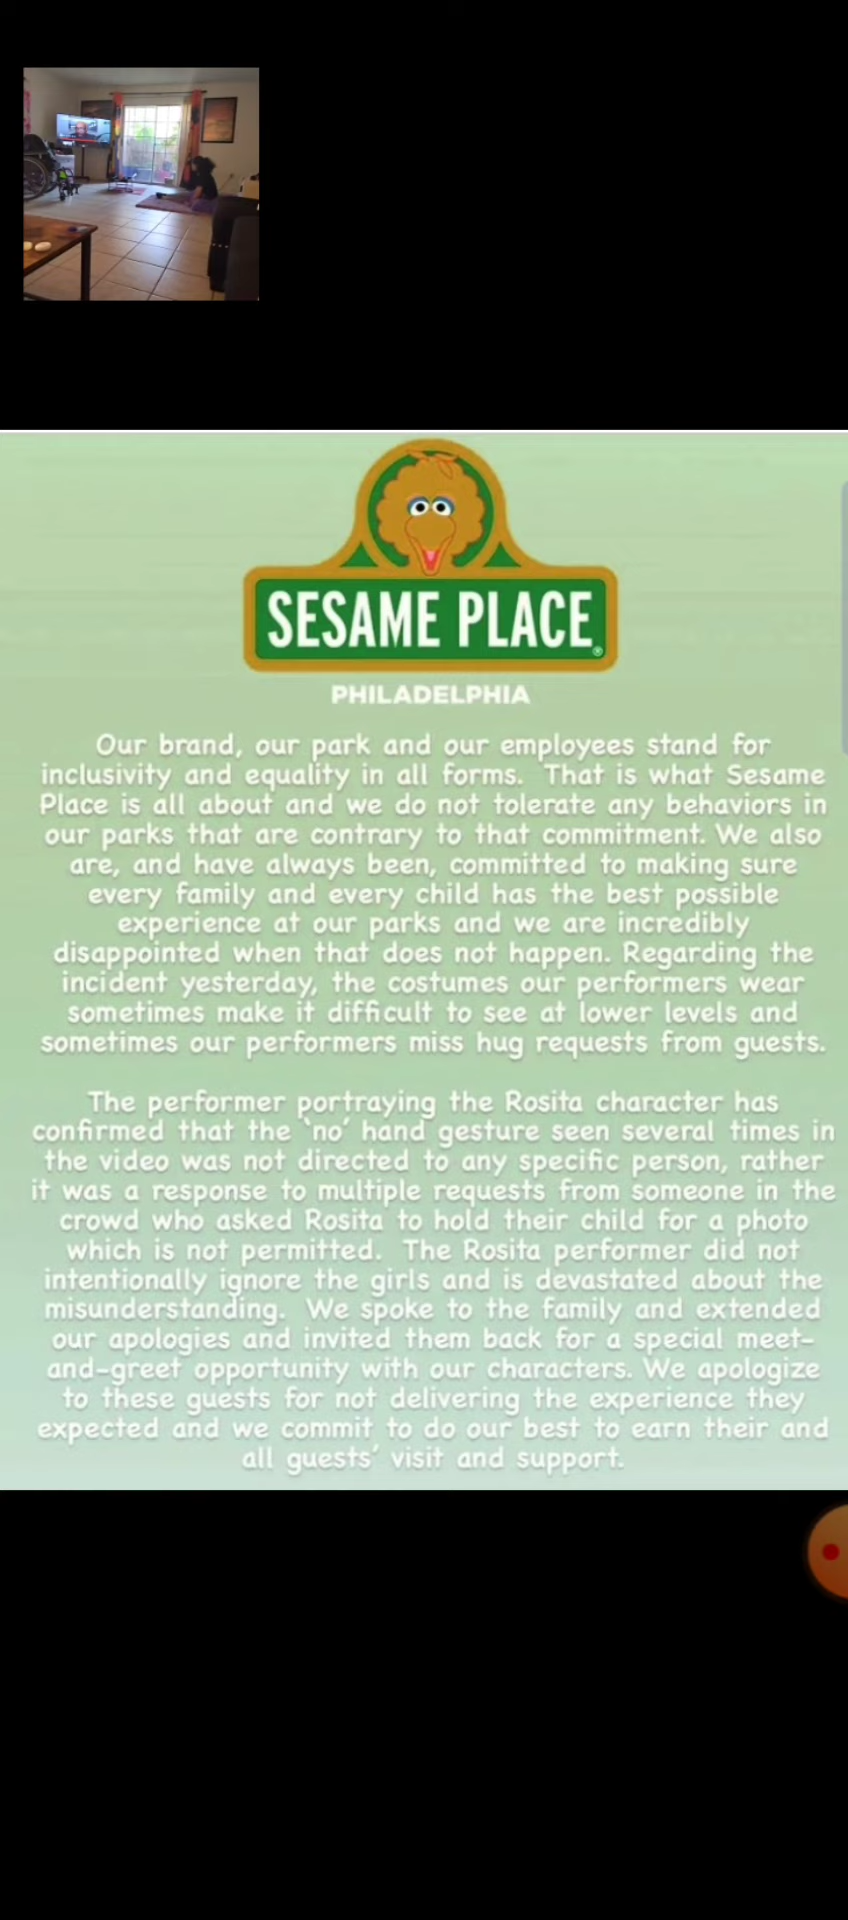 SESAME PLACE®
PHILADELPHIA
Our brand, our park and our employees stand for
inclusivity and equality in all forms. That is what Sesame
Place is all about and we do not tolerate any behaviors in
our parks that are contrary to that commitment. We also
are, and have always been, committed to making sure
every family and every child has the best possible
experience at our parks and we are incredibly
disappointed when that does not happen. Regarding the
incident yesterday, the costumes our performers wear
sometimes make it difficult to see at lower levels and
sometimes our performers miss hug requests from guests.
The performer portraying the Rosita character has
confirmed that the ‘no’ hand gesture seen several times in
the video was not directed to any specific person, rather
it was a response to multiple requests from someone in the
crowd who asked Rosita to hold their child for a photo
which is not permitted. The Rosita performer did not
intentionally ignore the girls and is devastated about the
misunderstanding. We spoke to the family and extended
our apologies and invited them back for a special meet-
and-greet opportunity with our characters. We apologize
to these guests for not delivering the experience they
expected and we commit to do our best to earn their and
all guests’ visit and support.